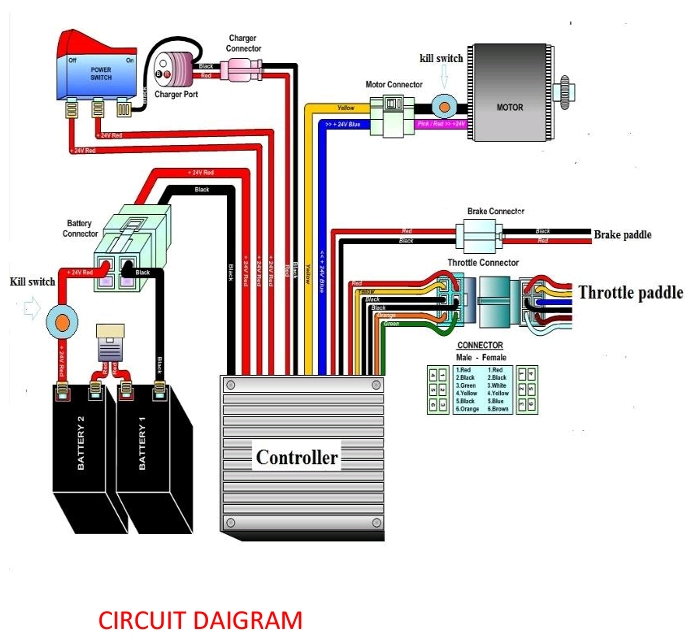 Charger
Connector
kill switch
Off
On
POWER
SWITCH
Black
Red
Charger Port
Motor Connector
MOTOR
Yellow
>> + 24V Blue
Pink / Red >> +24V
+ 24V Red
+ 24V Red
+ 24V Red
Black
Battery
Connector
Brake Connector
Red
Black
Black
Red
Brake paddle
Throttle Connector
Kill switch
+ 24V Red
Black
Black
+ 24V Red
+ 24V Red
+ 24V Red
Red
Black
Yellow
<< + 24V Blue
Red
Yellow
Black
Black
Orange
Green
Throttle paddle
+ 24V Red
Black
CONNECTOR
Male - Female
1.Red 1.Red
2.Black 2.Black
3.Green 3.White
4.Yellow 4.Yellow
5.Black 5.Blue
6.Orange 6.Brown
BATTERY 2
BATTERY 1
Controller
CIRCUIT DAIGRAM